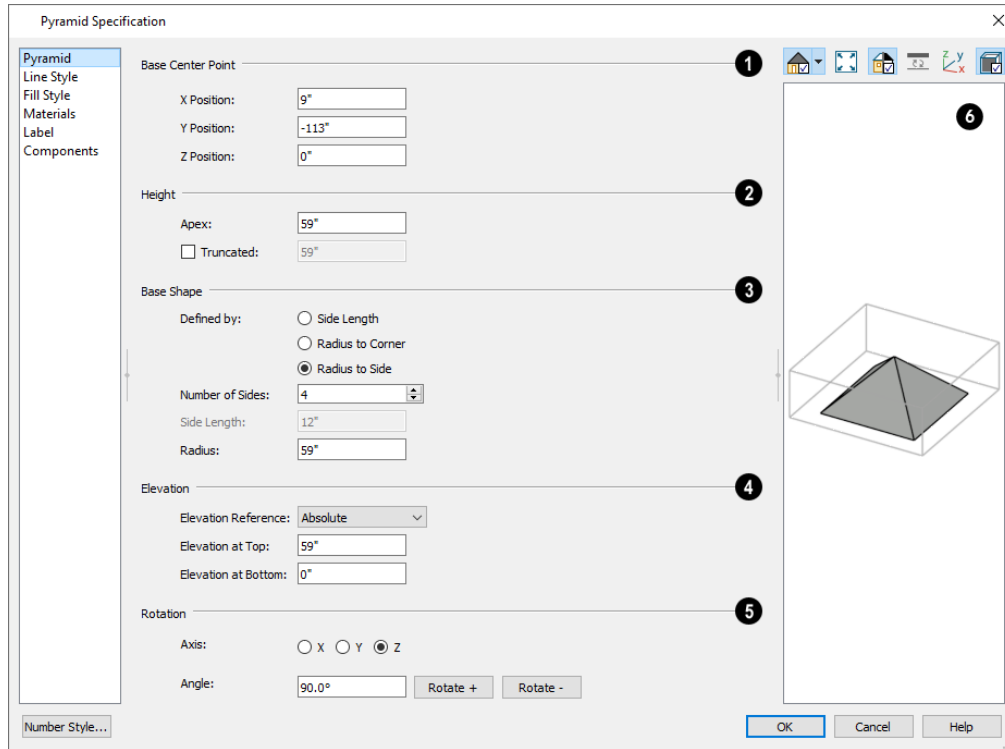 Pyramid Specification
Pyramid
Line Style
Fill Style
Materials
Label
Components
Base Center Point 1
X Position: 9"
Y Position: -113"
Z Position: 0"
Height 2
Apex: 59"
Truncated: 59"
Base Shape 3
Defined by: Side Length
Radius to Corner
Radius to Side
Number of Sides: 4
Side Length: 12"
Radius: 59"
Elevation 4
Elevation Reference: Absolute
Elevation at Top: 59"
Elevation at Bottom: 0"
Rotation 5
Axis: X Y Z
Angle: 90.0° Rotate + Rotate -
z y x
6
Number Style... OK Cancel Help